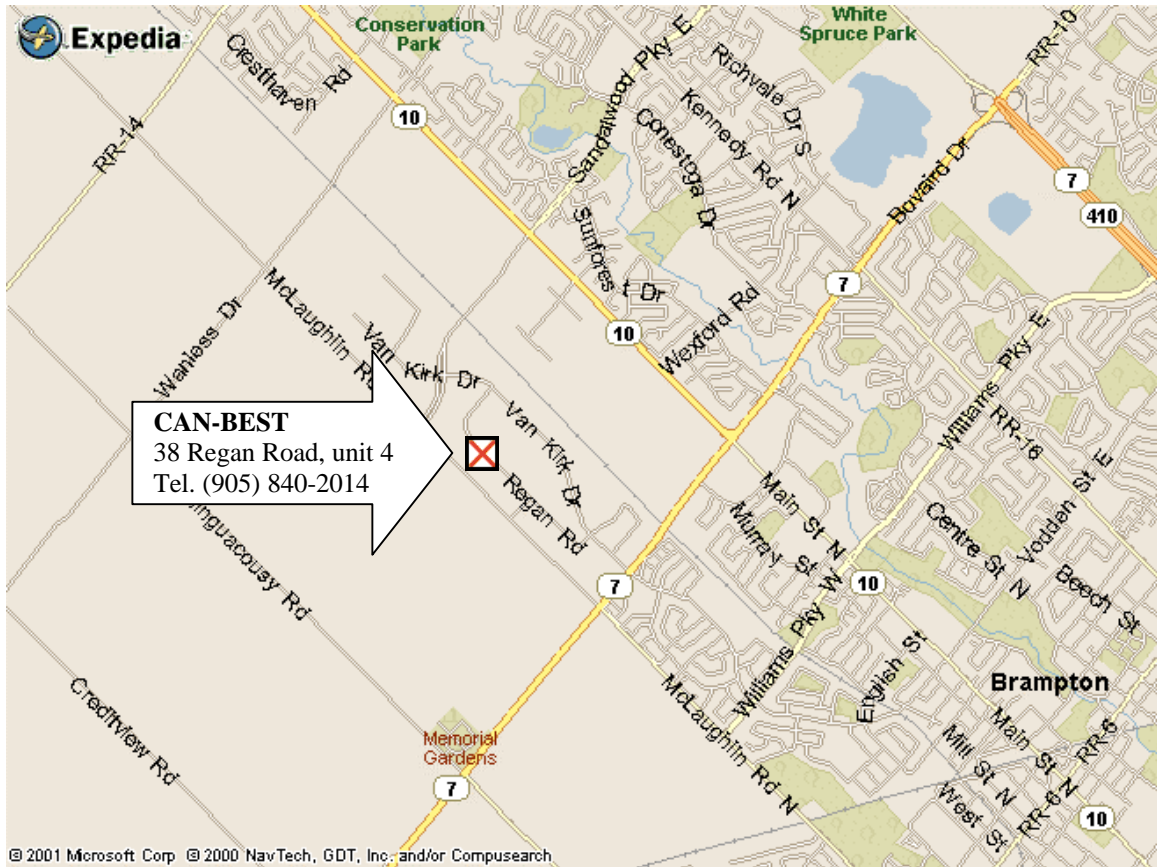 Expedia
Conservation
Park
White
Spruce Park
RR-10
Cresthaven Rd
Sandalwood Pky E
Richvale Dr S
10
RR-14
Conestoga Dr
Kennedy Rd N
Bovaird Dr
7
410
Sunfores t Dr
7
10
Wexford Rd
McLaughlin Rd
Wanless Dr
Van Kirk Dr
Williams Pky E
RR-16
CAN-BEST
38 Regan Road, unit 4
Tel. (905) 840-2014
Van Kirk Dr
Regan Rd
Main St N
Murray St
Centre St N
Voddan St E
Beech St
inguacousy Rd
7
10
Williams Pky W
English St
Brampton
McLaughlin Rd N
Creditview Rd
Memorial
Gardens
Main St N
RR-6
Mill St N
West St
RR-6 N
7
10
© 2001 Microsoft Corp © 2000 NavTech, GDT, Inc. and/or Compusearch